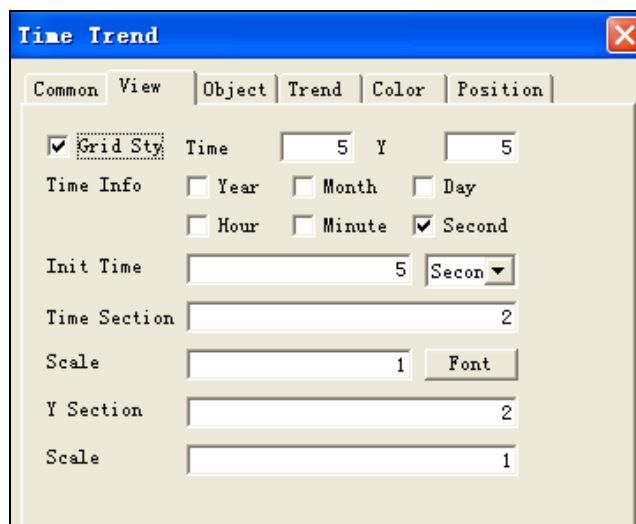 Time Trend
Common View Object Trend Color Position
Grid Sty Time 5 Y 5
Time Info Year Month Day
Hour Minute Second
Init Time 5 Secon
Time Section 2
Scale 1 Font
Y Section 2
Scale 1